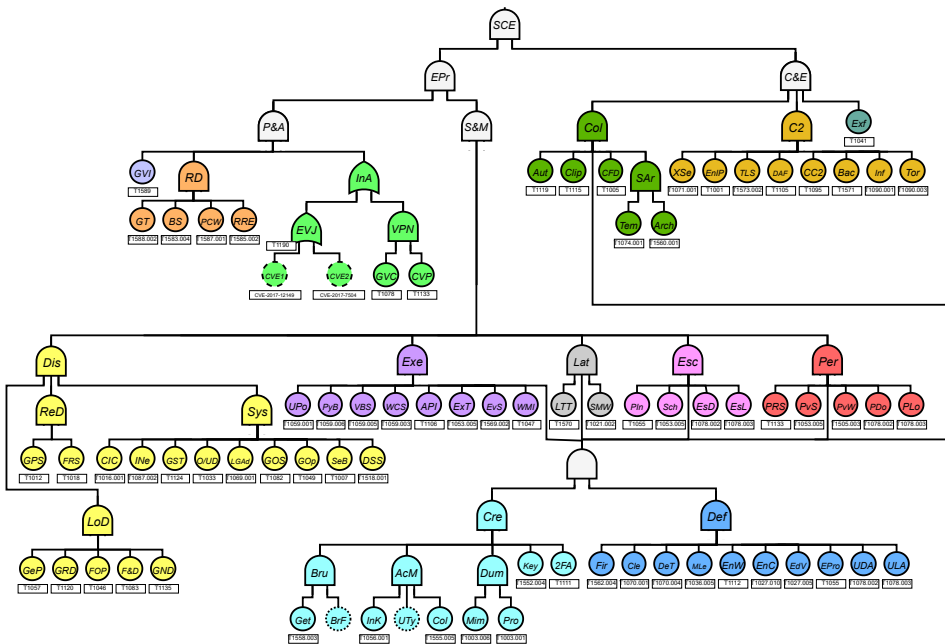 SCE
EPr
C&E
P&A
S&M
Col
C2
Exf
T1041
GVI
T1589
RD
InA
Aut
Clip
CFD
SAr
XSe
EnIP
TLS
DAF
CC2
Bac
Inf
Tor
T1119
T115
T1005
T1071.001
T1001
T1573.002
T1105
T1095
T1571
T1090.001
T1090.003
GT
BS
PCW
RRE
T1588.002
T1583.004
T1587.001
T1585.002
EVJ
T1190
VPN
Tem
Arch
T1074.001
T1560.001
CVE1
CVE2
GVC
CVP
CVE-2017-12149
CVE-2017-7504
T1078
T1133
Dis
Exe
Lat
Esc
Per
ReD
Sys
UPo
PyB
VBS
WCS
API
ExT
EvS
WMI
T1059.001
T1059.006
T1059.005
T1059.003
T1106
T1053.005
T1569.002
T1047
LTT
SMW
T1570
T1021.002
PIn
Sch
EsD
EsL
T1055
T1053.005
T1078.002
T1078.003
PRS
PvS
PvW
PDo
PLo
T1133
T1053.005
T1505.003
T1078.002
T1078.003
GPS
FRS
T1012
T1018
CIC
INe
GST
O/UD
LGAd
GOS
GOp
SeB
DSS
T1016.001
T1087.002
T1124
T1033
T1069.001
T1082
T1049
T1007
T1518.001
LoD
Cre
Def
GeP
GRD
FOP
F&D
GND
T1057
T1120
T1046
T1083
T1135
Bru
AcM
Dum
Key
2FA
T1552.004
T1111
Fir
Cle
DeT
MLe
EnW
EnC
EdV
EPro
UDA
ULA
T1562.004
T1070.001
T1070.004
T1036.005
T1112
T1027.010
T1027.005
T1055
T1078.002
T1078.003
Get
BrF
InK
UTy
Col
Mim
Pro
T1558.003
T1056.001
T1555.005
T1003.006
T1003.001